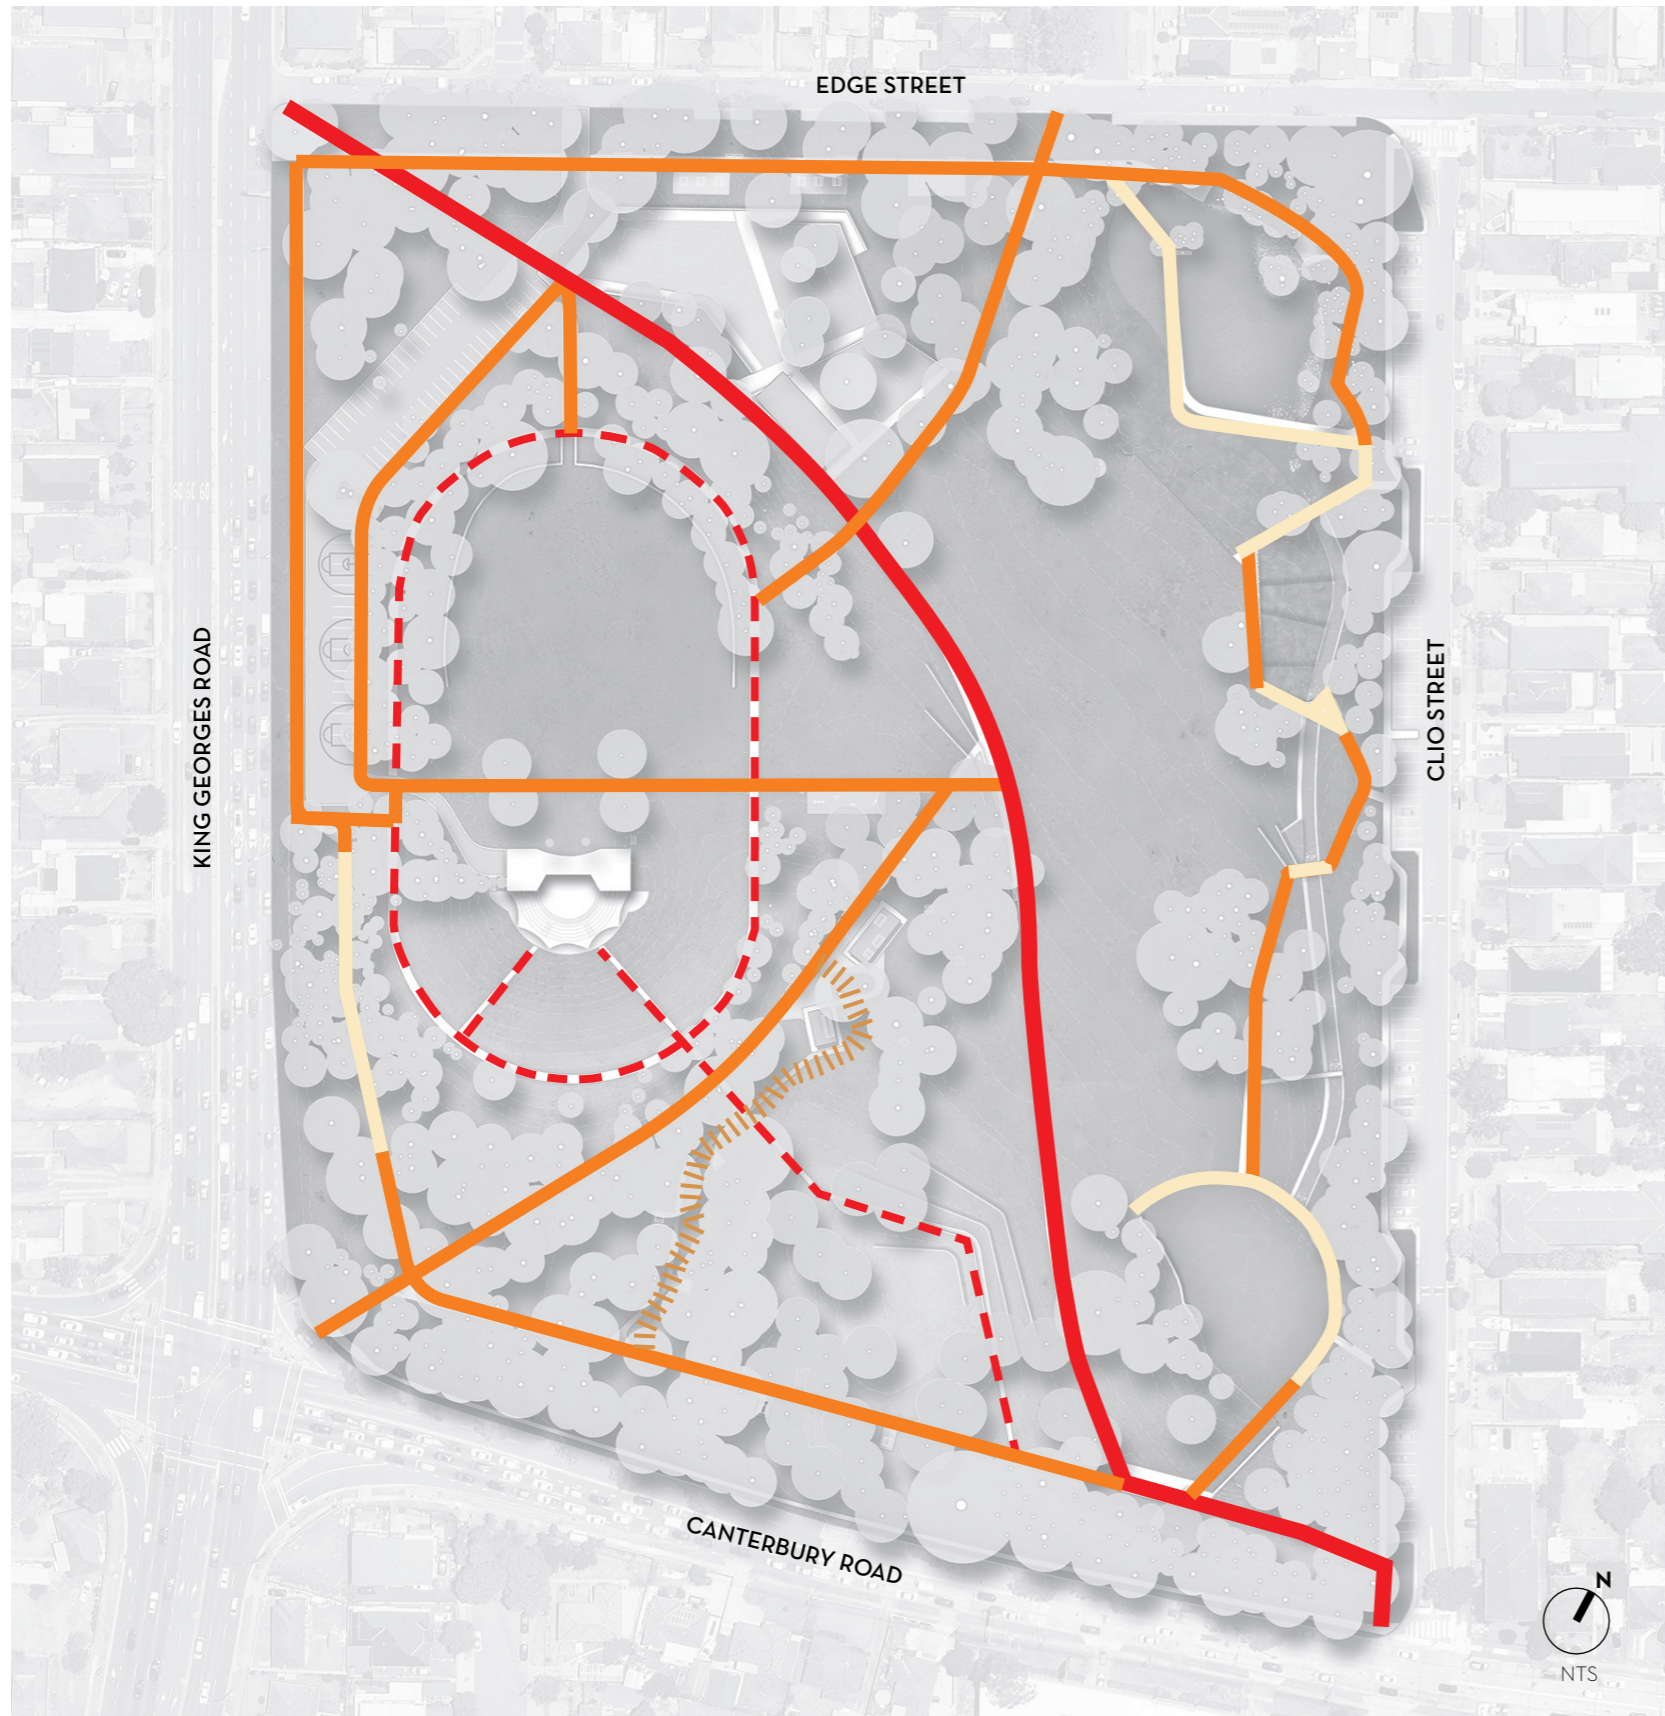 EDGE STREET
KING GEORGES ROAD
CLIO STREET
CANTERBURY ROAD
N
NTS